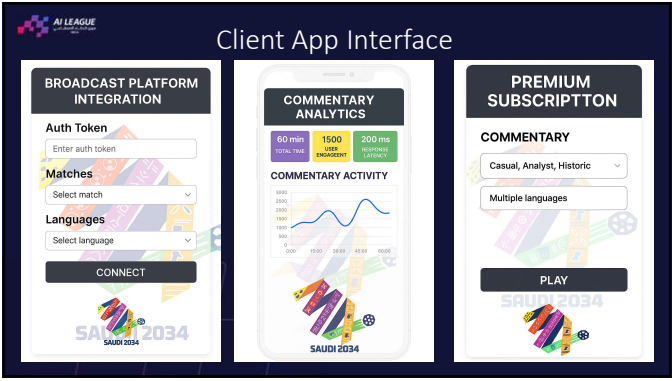 AI LEAGUE
Client App Interface
BROADCAST PLATFORM
INTEGRATION
Auth Token
Enter auth token
Matches
Select match
Languages
Select language
CONNECT
SAUDI 2034
SAUDI 2034
COMMENTARY
ANALYTICS
60 min
TOTAL TIME
1500
USER
ENGAGEENT
200 ms
RESPONSE
LATENCY
COMMENTARY ACTIVITY
3000
2500
2000
1500
1000
500
0
0:00 15:00 30:00 45:00 60:00
SAUDI 2034
PREMIUM
SUBSCRIPTTON
COMMENTARY
Casual, Analyst, Historic
Multiple languages
PLAY
SAUDI 2034